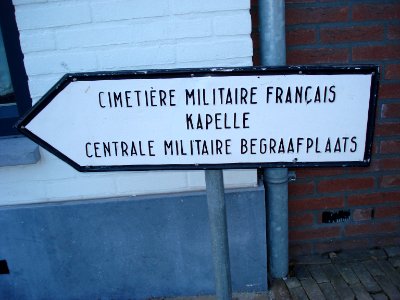 CIMETIÈRE MILITAIRE FRANÇAIS
KAPELLE
CENTRALE MILITAIRE BEGRAAFPLAATS